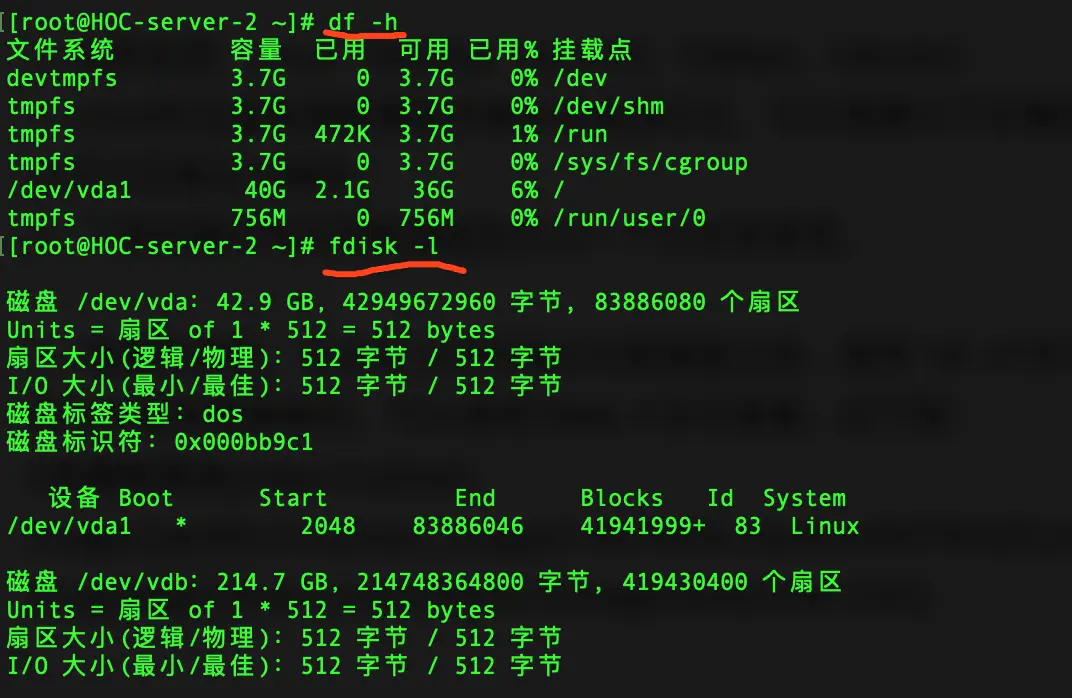 [[root@HOC-server-2 ~]# df -h
文件系统 容量 已用 可用 已用% 挂载点
devtmpfs 3.7G 0 3.7G 0% /dev
tmpfs 3.7G 0 3.7G 0% /dev/shm
tmpfs 3.7G 472K 3.7G 1% /run
tmpfs 3.7G 0 3.7G 0% /sys/fs/cgroup
/dev/vda1 40G 2.1G 36G 6% /
tmpfs 756M 0 756M 0% /run/user/0
[[root@HOC-server-2 ~]# fdisk -l
磁盘 /dev/vda：42.9 GB, 42949672960 字节，83886080 个扇区
Units = 扇区 of 1 * 512 = 512 bytes
扇区大小(逻辑/物理)：512 字节 / 512 字节
I/O 大小(最小/最佳)：512 字节 / 512 字节
磁盘标签类型：dos
磁盘标识符：0x000bb9c1
设备 Boot Start End Blocks Id System
/dev/vda1 * 2048 83886046 41941999+ 83 Linux
磁盘 /dev/vdb：214.7 GB, 214748364800 字节，419430400 个扇区
Units = 扇区 of 1 * 512 = 512 bytes
扇区大小(逻辑/物理)：512 字节 / 512 字节
I/O 大小(最小/最佳)：512 字节 / 512 字节